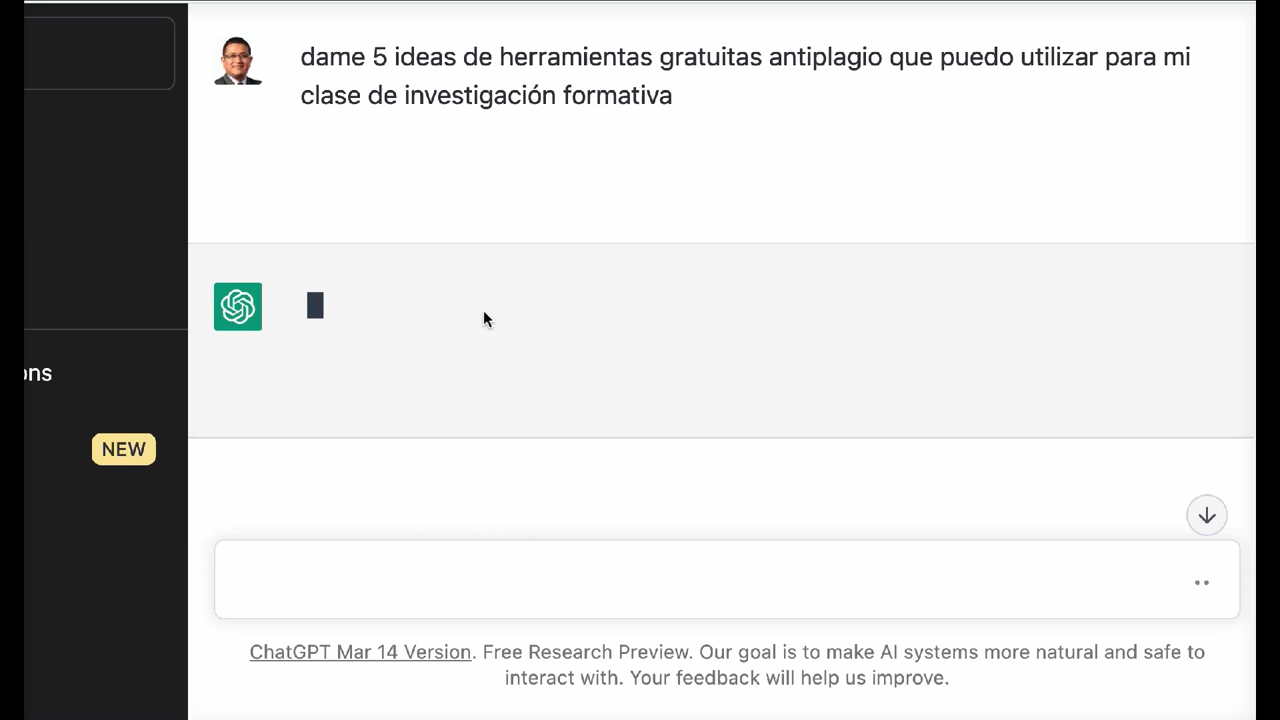 dame 5 ideas de herramientas gratuitas antiplagio que puedo utilizar para mi
clase de investigación formativa
ons
NEW
ChatGPT Mar 14 Version. Free Research Preview. Our goal is to make AI systems more natural and safe to
interact with. Your feedback will help us improve.